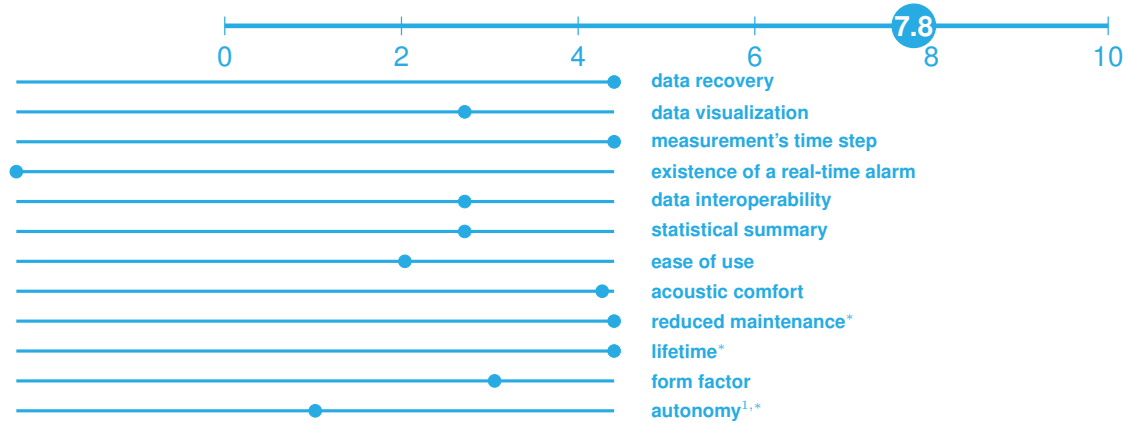 7.8
0 2 4 6 8 10
data recovery
data visualization
measurement's time step
existence of a real-time alarm
data interoperability
statistical summary
ease of use
acoustic comfort
reduced maintenance*
lifetime*
form factor
autonomy1,*